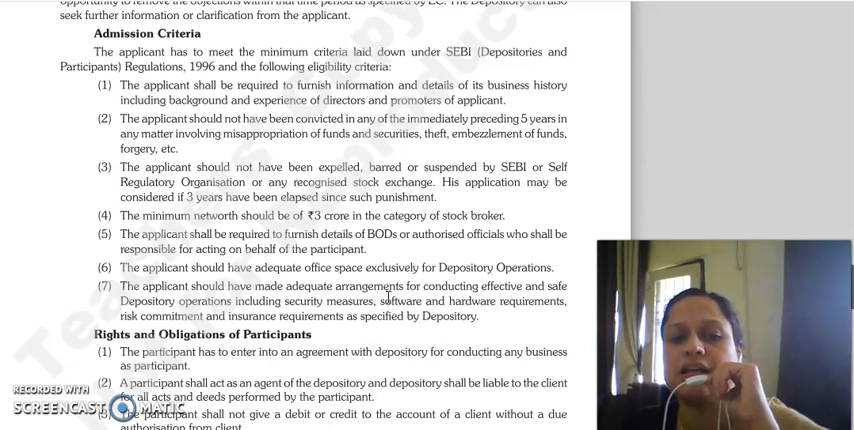 opportunity to remove the objections within that time period as specified by EC. The Depository can also
seek further information or clarification from the applicant.
Admission Criteria
The applicant has to meet the minimum criteria laid down under SEBI (Depositories and
Participants) Regulations, 1996 and the following eligibility criteria:
(1) The applicant shall be required to furnish information and details of its business history
including background and experience of directors and promoters of applicant.
(2) The applicant should not have been convicted in any of the immediately preceding 5 years in
any matter involving misappropriation of funds and securities, theft, embezzlement of funds,
forgery, etc.
(3) The applicant should not have been expelled, barred or suspended by SEBI or Self
Regulatory Organisation or any recognised stock exchange. His application may be
considered if 3 years have been elapsed since such punishment.
(4) The minimum networth should be of ₹3 crore in the category of stock broker.
(5) The applicant shall be required to furnish details of BODs or authorised officials who shall be
responsible for acting on behalf of the participant.
(6) The applicant should have adequate office space exclusively for Depository Operations.
(7) The applicant should have made adequate arrangements for conducting effective and safe
Depository operations including security measures, software and hardware requirements,
risk commitment and insurance requirements as specified by Depository.
Rights and Obligations of Participants
(1) The participant has to enter into an agreement with depository for conducting any business
as participant.
(2) A participant shall act as an agent of the depository and depository shall be liable to the client
for all acts and deeds performed by the participant.
(3) The participant shall not give a debit or credit to the account of a client without a due
authorisation from client.
Teachers Copy
RECORDED WITH
SCREENCAST MATIC